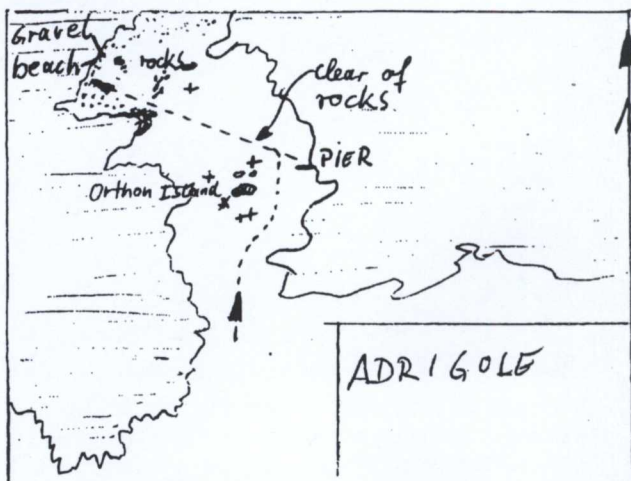 Gravel
beach
rocks
clear of
rocks
PIER
Orthon Island
ADRIGOLE